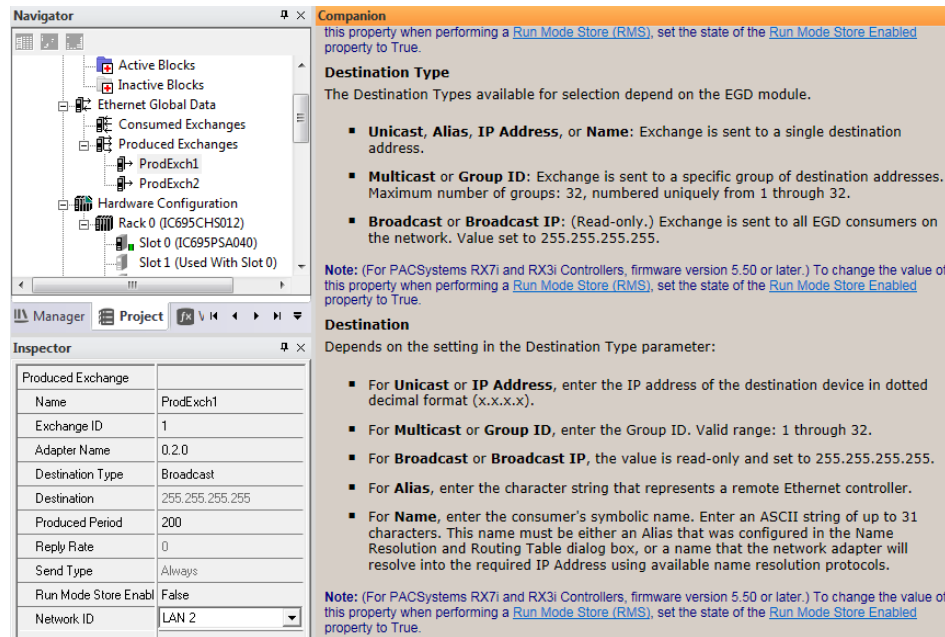 Navigator
Active Blocks
Inactive Blocks
Ethernet Global Data
Consumed Exchanges
Produced Exchanges
ProdExch1
ProdExch2
Hardware Configuration
Rack 0 (IC695CHS012)
Slot 0 (IC695PSA040)
Slot 1 (Used With Slot 0)
Manager
Project
fx V
Inspector
Produced Exchange
Name ProdExch1
Exchange ID 1
Adapter Name 0.2.0
Destination Type Broadcast
Destination 255.255.255.255
Produced Period 200
Reply Rate 0
Send Type Always
Run Mode Store Enabl False
Network ID LAN 2
Companion
this property when performing a Run Mode Store (RMS), set the state of the Run Mode Store Enabled
property to True.
Destination Type
The Destination Types available for selection depend on the EGD module.
▪ Unicast, Alias, IP Address, or Name: Exchange is sent to a single destination
address.
▪ Multicast or Group ID: Exchange is sent to a specific group of destination addresses.
Maximum number of groups: 32, numbered uniquely from 1 through 32.
▪ Broadcast or Broadcast IP: (Read-only.) Exchange is sent to all EGD consumers on
the network. Value set to 255.255.255.255.
Note: (For PACSystems RX7i and RX3i Controllers, firmware version 5.50 or later.) To change the value of
this property when performing a Run Mode Store (RMS), set the state of the Run Mode Store Enabled
property to True.
Destination
Depends on the setting in the Destination Type parameter:
▪ For Unicast or IP Address, enter the IP address of the destination device in dotted
decimal format (x.x.x.x).
▪ For Multicast or Group ID, enter the Group ID. Valid range: 1 through 32.
▪ For Broadcast or Broadcast IP, the value is read-only and set to 255.255.255.255.
▪ For Alias, enter the character string that represents a remote Ethernet controller.
▪ For Name, enter the consumer's symbolic name. Enter an ASCII string of up to 31
characters. This name must be either an Alias that was configured in the Name
Resolution and Routing Table dialog box, or a name that the network adapter will
resolve into the required IP Address using available name resolution protocols.
Note: (For PACSystems RX7i and RX3i Controllers, firmware version 5.50 or later.) To change the value of
this property when performing a Run Mode Store (RMS), set the state of the Run Mode Store Enabled
property to True.